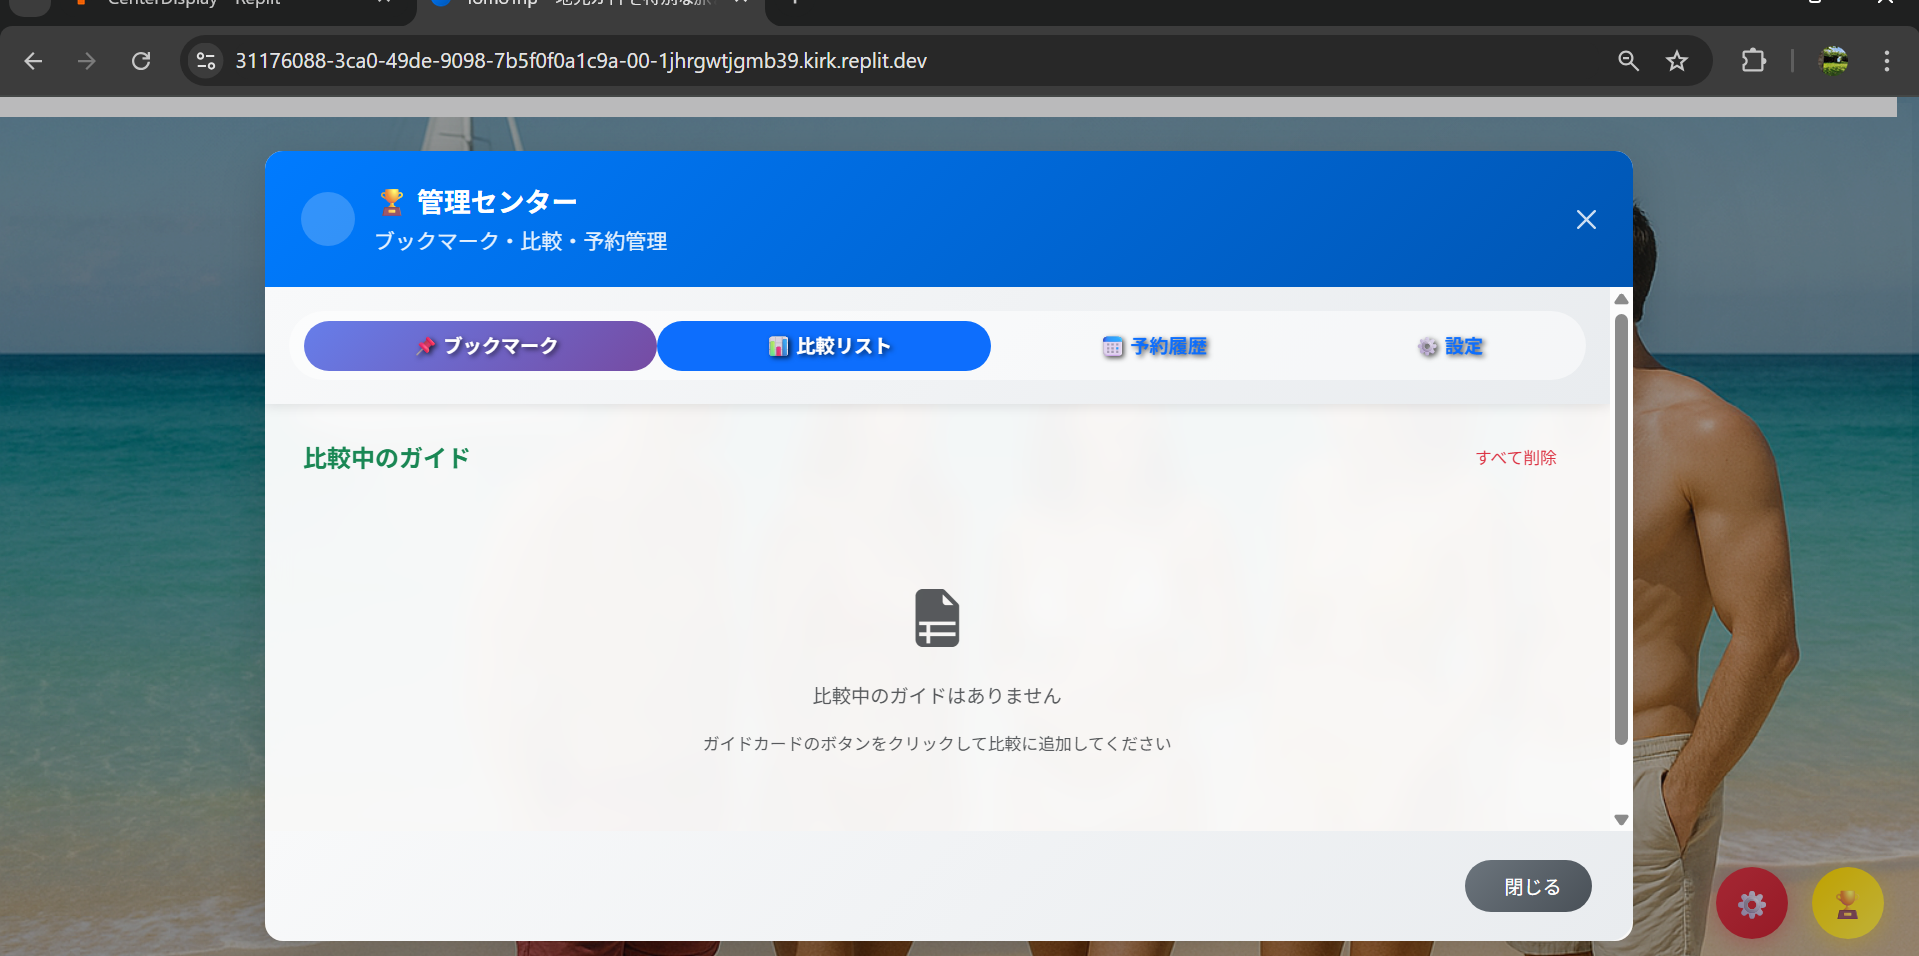 CenterDisplay - Replit
31176088-3ca0-49de-9098-7b5f0f0a1c9a-00-1jhrgwtjgmb39.kirk.replit.dev
管理センター
ブックマーク・比較・予約管理
ブックマーク
比較リスト
予約履歴
設定
比較中のガイド
すべて削除
比較中のガイドはありません
ガイドカードのボタンをクリックして比較に追加してください
閉じる